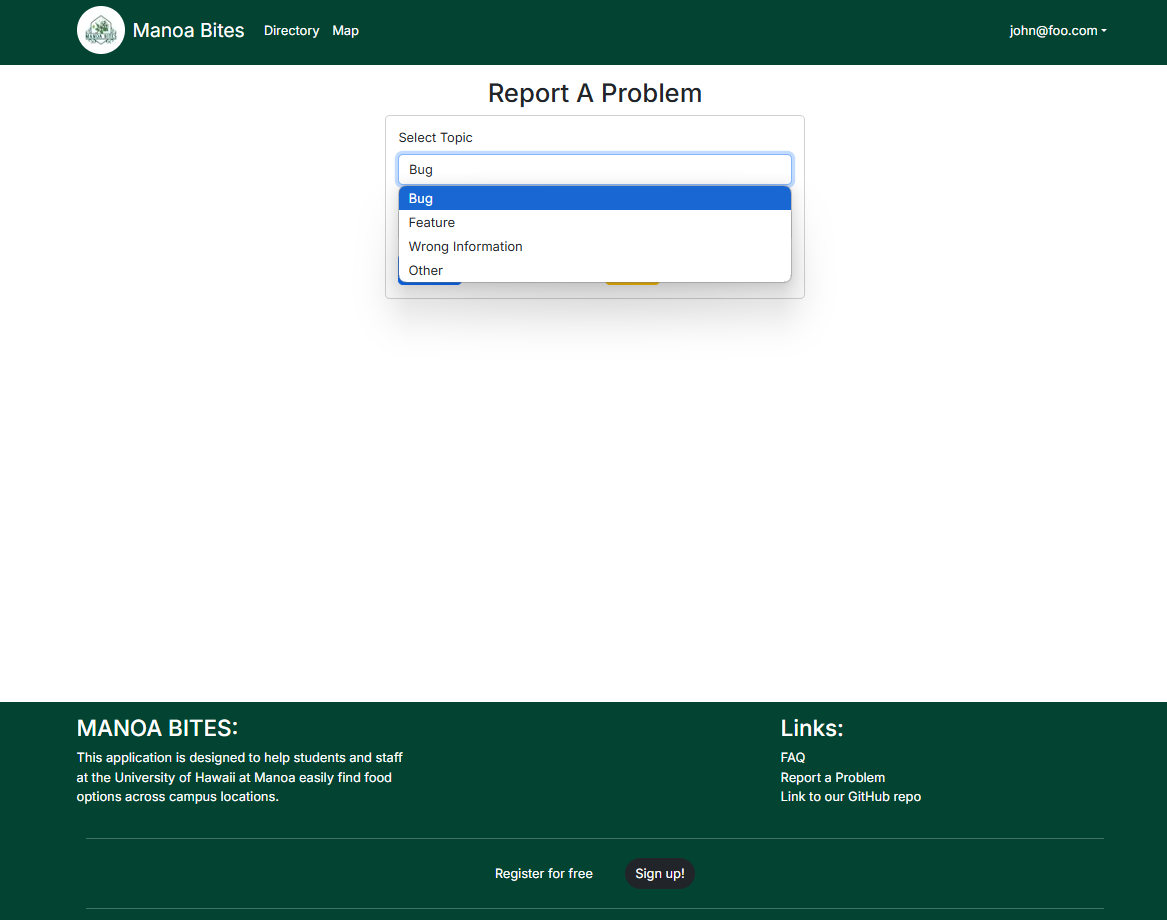 MANOA BITES
Manoa Bites
Directory
Map
john@foo.com
Report A Problem
Select Topic
Bug
Bug
Feature
Wrong Information
Other
MANOA BITES:
This application is designed to help students and staff
at the University of Hawaii at Manoa easily find food
options across campus locations.
Links:
FAQ
Report a Problem
Link to our GitHub repo
Register for free
Sign up!